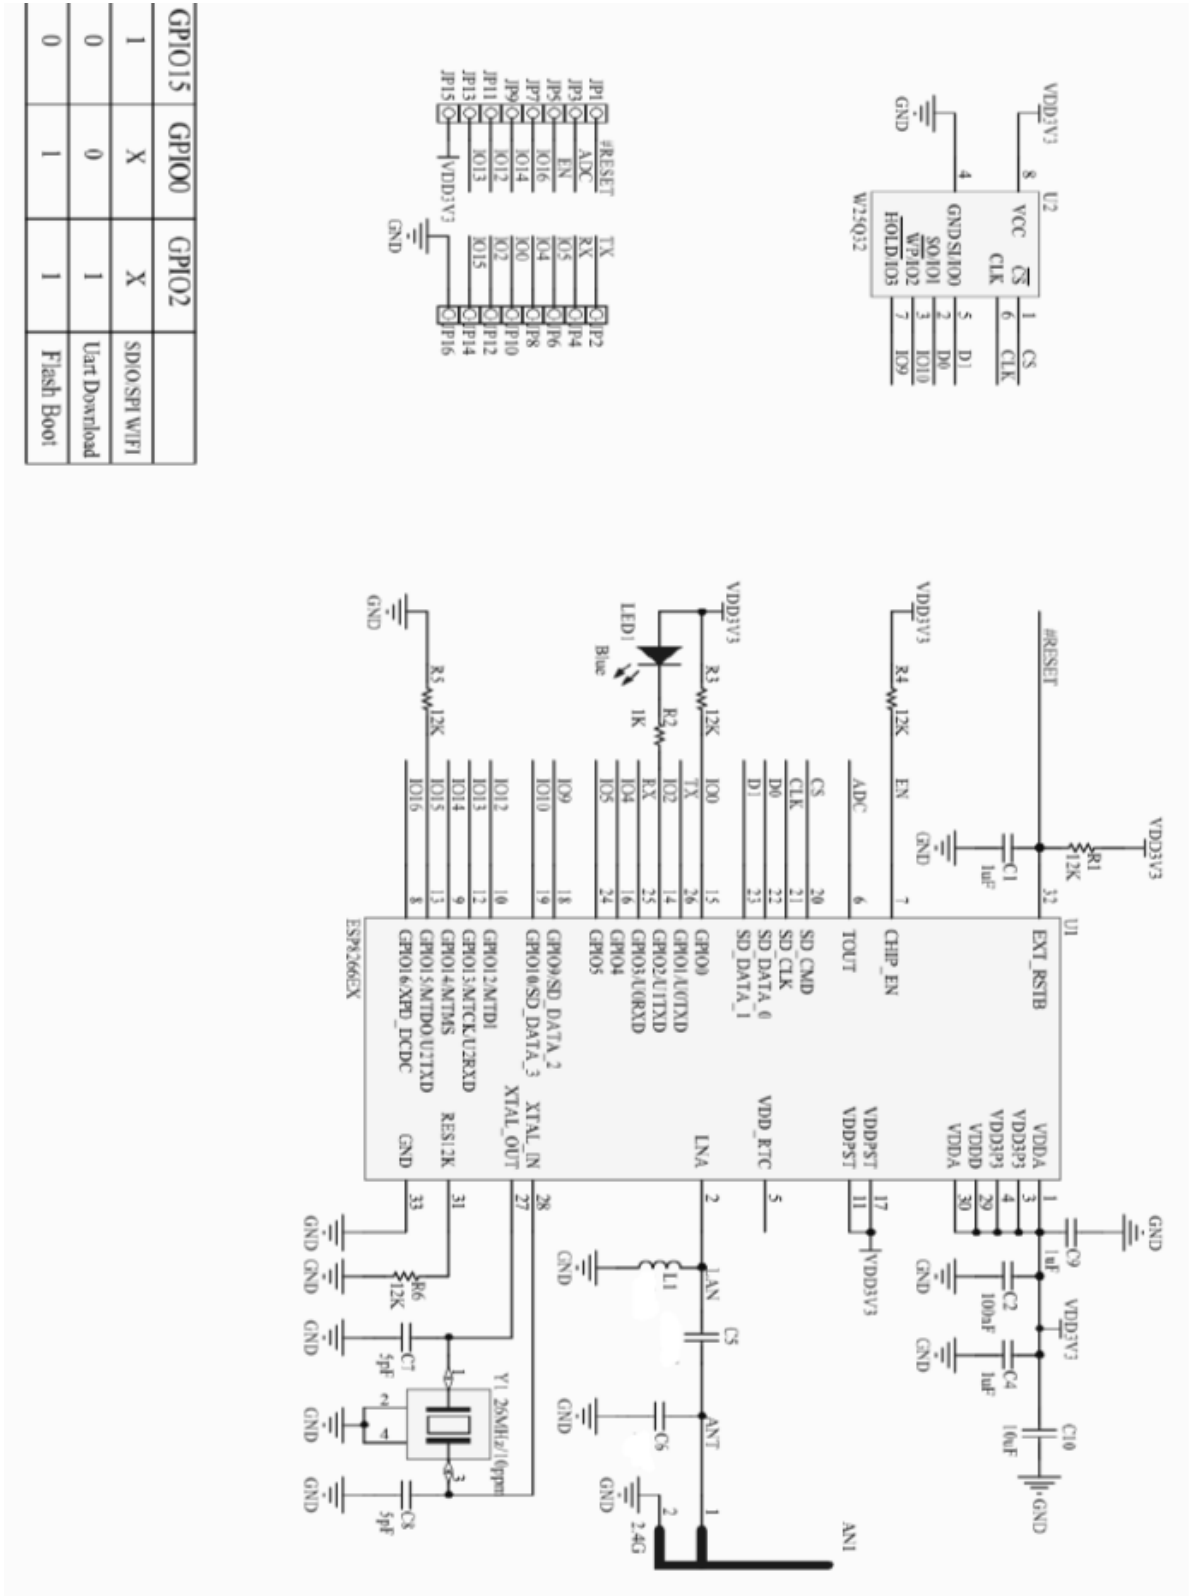 GPIO15 GPIO0 GPIO2
1 X X SDIO/SPI WIFI
0 0 1 Uart Download
0 1 1 Flash Boot
JP1 #RESET
JP3 ADC
JP5 EN
JP7 IO16
JP9 IO14
JP11 IO12
JP13 IO13
JP15 VDD3V3
TX JP2
RX JP4
IO5 JP6
IO4 JP8
IO0 JP10
IO2 JP12
IO15 JP14
JP16
GND
VDD3V3
GND
U2
8 VCC
4 GND
CS 1 CS
CLK 6 CLK
SI/IO0 5 D1
SO/IO1 2 D0
WP/IO2 3 IO10
HOLD/IO3 7 IO9
W25Q32
VDD3V3
R1
12K
C1
1uF
GND
#RESET 32 EXT_RSTB
U1
VDD3V3
R4 12K EN 7 CHIP_EN
ADC 6 TOUT
CS 20 SD_CMD
CLK 21 SD_CLK
D0 22 SD_DATA_0
D1 23 SD_DATA_1
VDD3V3
R3 12K IO0 15 GPIO0
TX 26 GPIO1/U0TXD
LED1
Blue
R2
1K
IO2 14 GPIO2/U1TXD
RX 25 GPIO3/U0RXD
IO4 16 GPIO4
IO5 24 GPIO5
IO9 18 GPIO9/SD_DATA_2
IO10 19 GPIO10/SD_DATA_3
IO12 10 GPIO12/MTDI
IO13 12 GPIO13/MTCK/U2RXD
IO14 9 GPIO14/MTMS
R5 12K IO15 13 GPIO15/MTDO/U2TXD
GND
IO16 8 GPIO16/XPD_DCDC
ESP8266EX
VDDA 1
VDD3P3 3
VDD3P3 4
VDDD 29
VDDA 30
VDDPST 17
VDDPST 11
VDD3V3
VDD_RTC 5
LNA 2
XTAL_IN 28
XTAL_OUT 27
RES12K 31
GND 33
GND
C9
1uF
C2
100nF
GND
VDD3V3
C4
1uF
GND
C10
10uF
GND
LAN
L1
GND
C5
ANT
C6
GND
1
2
2.4G
GND
AN1
GND
R6
12K
GND
C7
5pF
GND
Y1 26MHz/10ppm
1
2
4
3
GND
C8
5pF
GND